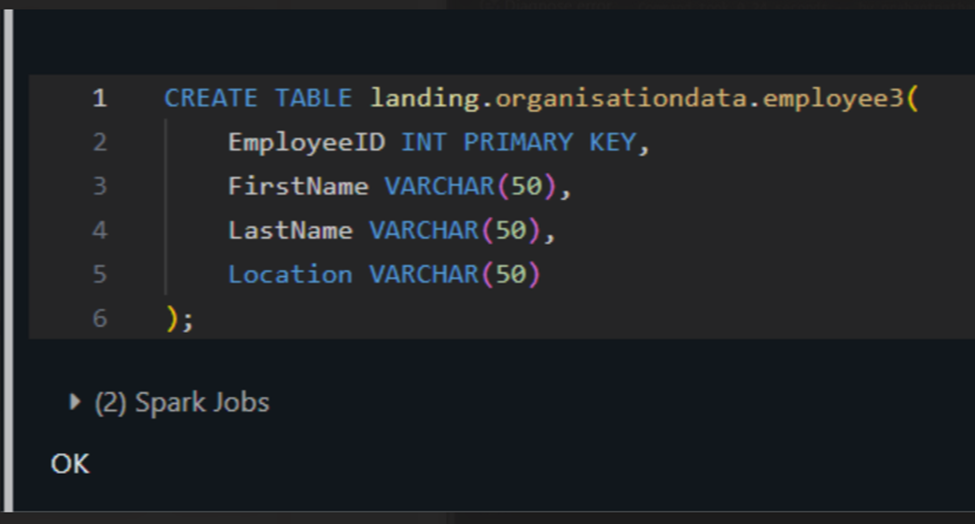 1 CREATE TABLE landing.organisationdata.employee3(
2 EmployeeID INT PRIMARY KEY,
3 FirstName VARCHAR(50),
4 LastName VARCHAR(50),
5 Location VARCHAR(50)
6 );
(2) Spark Jobs
OK